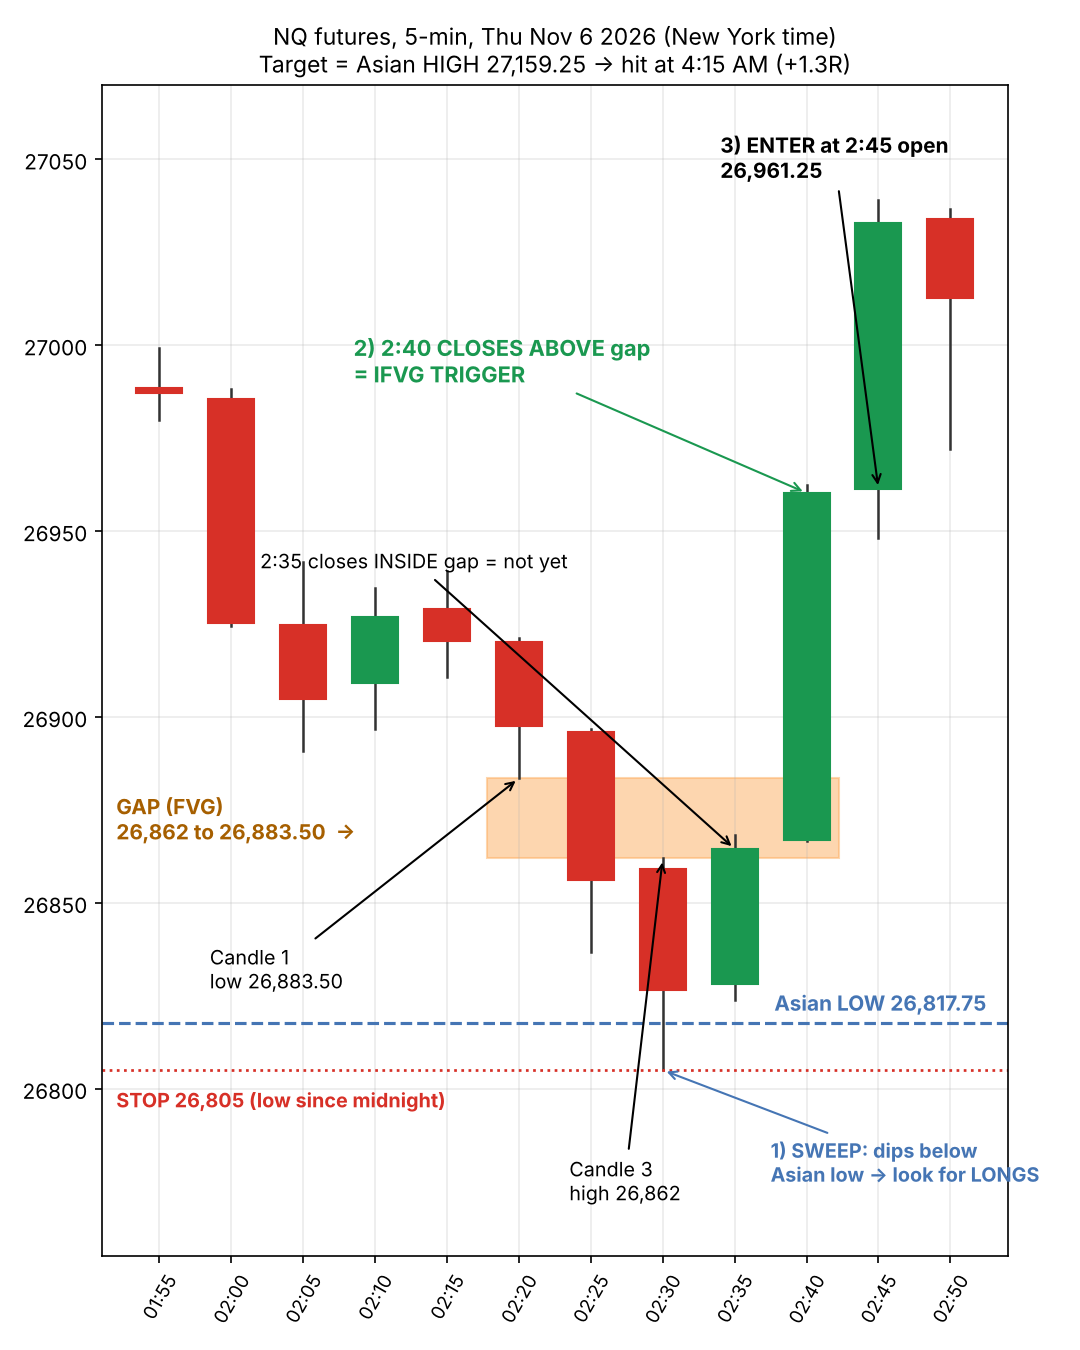 NQ futures, 5-min, Thu Nov 6 2026 (New York time)
Target = Asian HIGH 27,159.25 → hit at 4:15 AM (+1.3R)
3) ENTER at 2:45 open
26,961.25
27050
2) 2:40 CLOSES ABOVE gap
= IFVG TRIGGER
27000
2:35 closes INSIDE gap = not yet
26950
26900
GAP (FVG)
26,862 to 26,883.50 →
26850
Candle 1
low 26,883.50
Asian LOW 26,817.75
26800
STOP 26,805 (low since midnight)
1) SWEEP: dips below
Asian low → look for LONGS
Candle 3
high 26,862
01:55
02:00
02:05
02:10
02:15
02:20
02:25
02:30
02:35
02:40
02:45
02:50